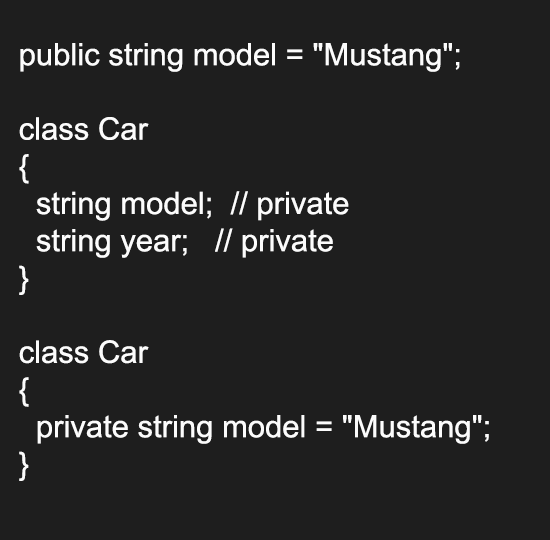 public string model = "Mustang";
class Car
{
  string model;  // private
  string year;   // private
}
class Car
{
  private string model = "Mustang";
}